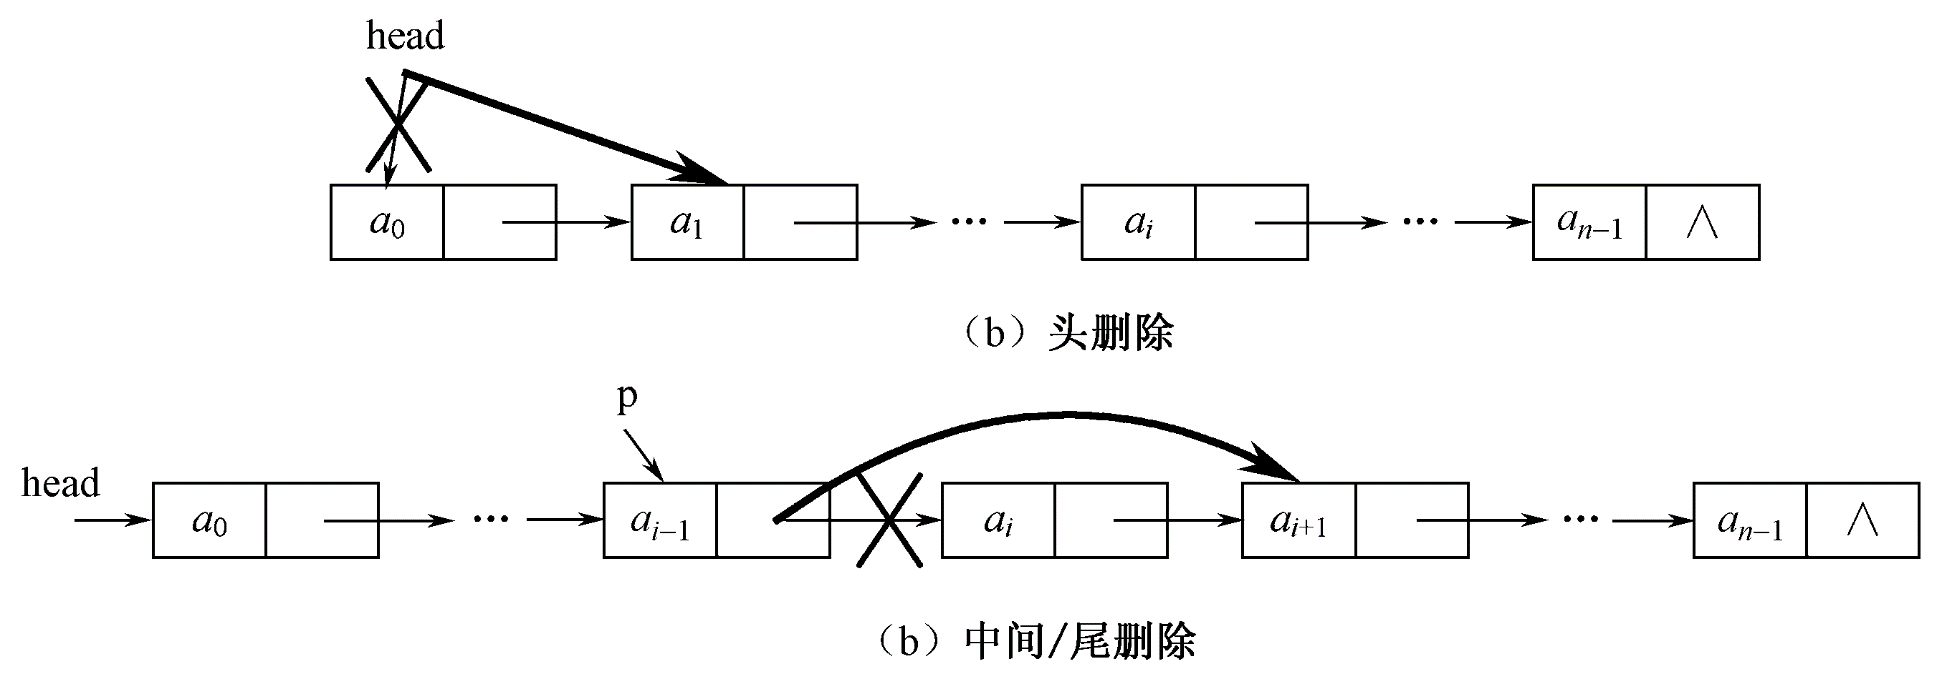 head
a0 a1 … ai … an−1 ∧
（b）头删除
p
head a0 … ai−1 ai ai+1 … an−1 ∧
（b）中间/尾删除